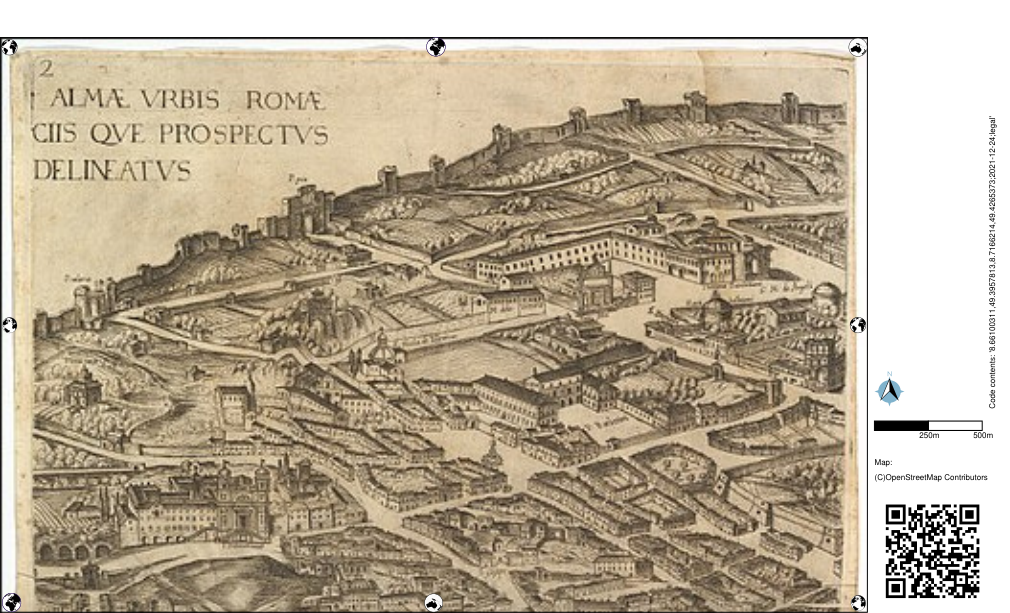 2
ALMÆ VRBIS ROMÆ
CIIS QVE PROSPECTVS
DELINEATVS
N
250m 500m
Map:
(C)OpenStreetMap Contributors
Code contents: '8.66100311,49.3957813,8.7166214,49.4265373;2021-12-24;legal'